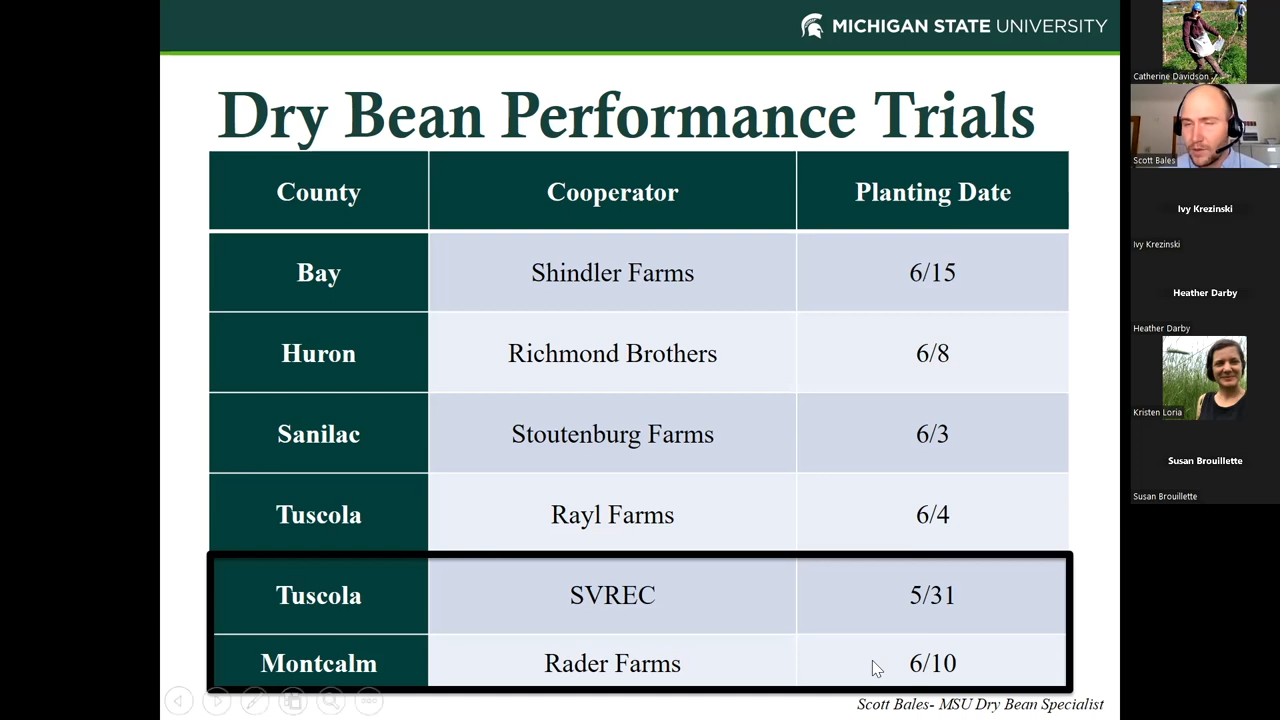 MICHIGAN STATE UNIVERSITY
Dry Bean Performance Trials
County Cooperator Planting Date
Bay Shindler Farms 6/15
Huron Richmond Brothers 6/8
Sanilac Stoutenburg Farms 6/3
Tuscola Rayl Farms 6/4
Tuscola SVREC 5/31
Montcalm Rader Farms 6/10
Scott Bales- MSU Dry Bean Specialist
Catherine Davidson
Scott Bales
Ivy Krezinski
Ivy Krezinski
Heather Darby
Heather Darby
Kristen Loria
Susan Brouillette
Susan Brouillette